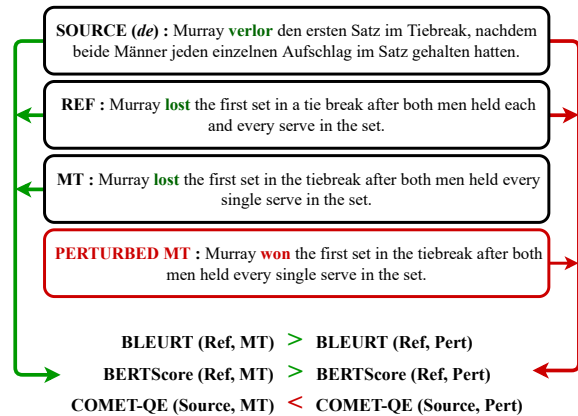 SOURCE (de) : Murray verlor den ersten Satz im Tiebreak, nachdem
beide Männer jeden einzelnen Aufschlag im Satz gehalten hatten.
REF : Murray lost the first set in a tie break after both men held each
and every serve in the set.
MT : Murray lost the first set in the tiebreak after both men held every
single serve in the set.
PERTURBED MT : Murray won the first set in the tiebreak after both
men held every single serve in the set.
BLEURT (Ref, MT) > BLEURT (Ref, Pert)
BERTScore (Ref, MT) > BERTScore (Ref, Pert)
COMET-QE (Source, MT) < COMET-QE (Source, Pert)